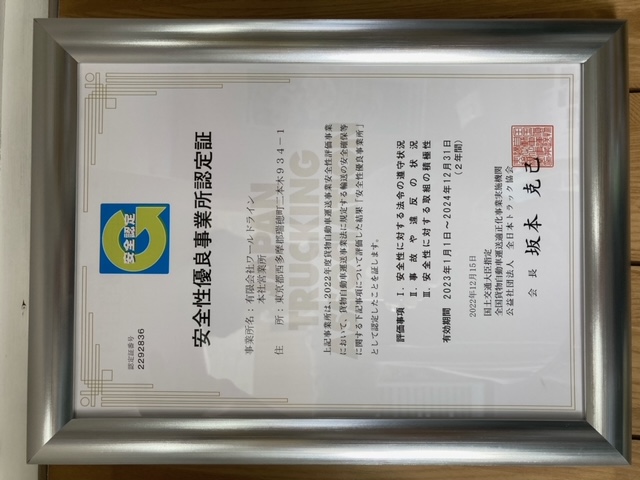 認定証番号
2292836
安全認定
安全性優良事業所認定証
事業所名：有限会社ワールドライン
本社営業所
住　　所：東京都西多摩郡瑞穂町二本木９３４－１
上記事業所は、2022年度貨物自動車運送事業安全性評価事業
において、貨物自動車運送事業法に規定する輸送の安全確保等
に関する下記事項について評価した結果「安全性優良事業所」
として認定したことを証します。
評価事項　Ⅰ．安全性に対する法令の遵守状況
Ⅱ．事故や違反の状況
Ⅲ．安全性に対する取組の積極性
有効期間　2023年1月1日～2024年12月31日
（２年間）
2022年12月15日
国土交通大臣指定
全国貨物自動車運送適正化事業実施機関
公益社団法人　全日本トラック協会
会　長　坂本　克己
JAPAN
TRUCKING